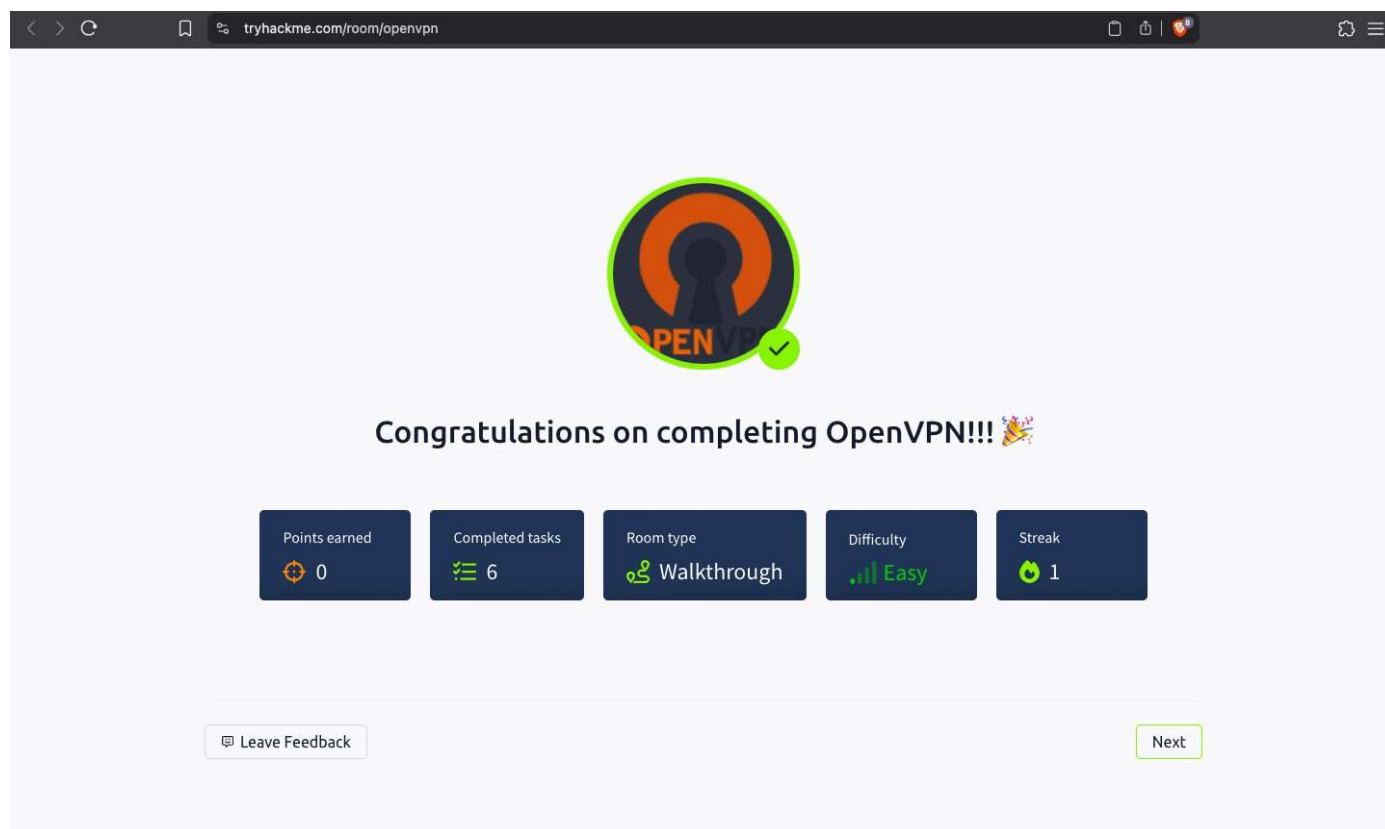 tryhackme.com/room/openvpn
OPENVPN
Congratulations on completing OpenVPN!!! 🎉
Points earned
0
Completed tasks
6
Room type
Walkthrough
Difficulty
Easy
Streak
1
Leave Feedback
Next